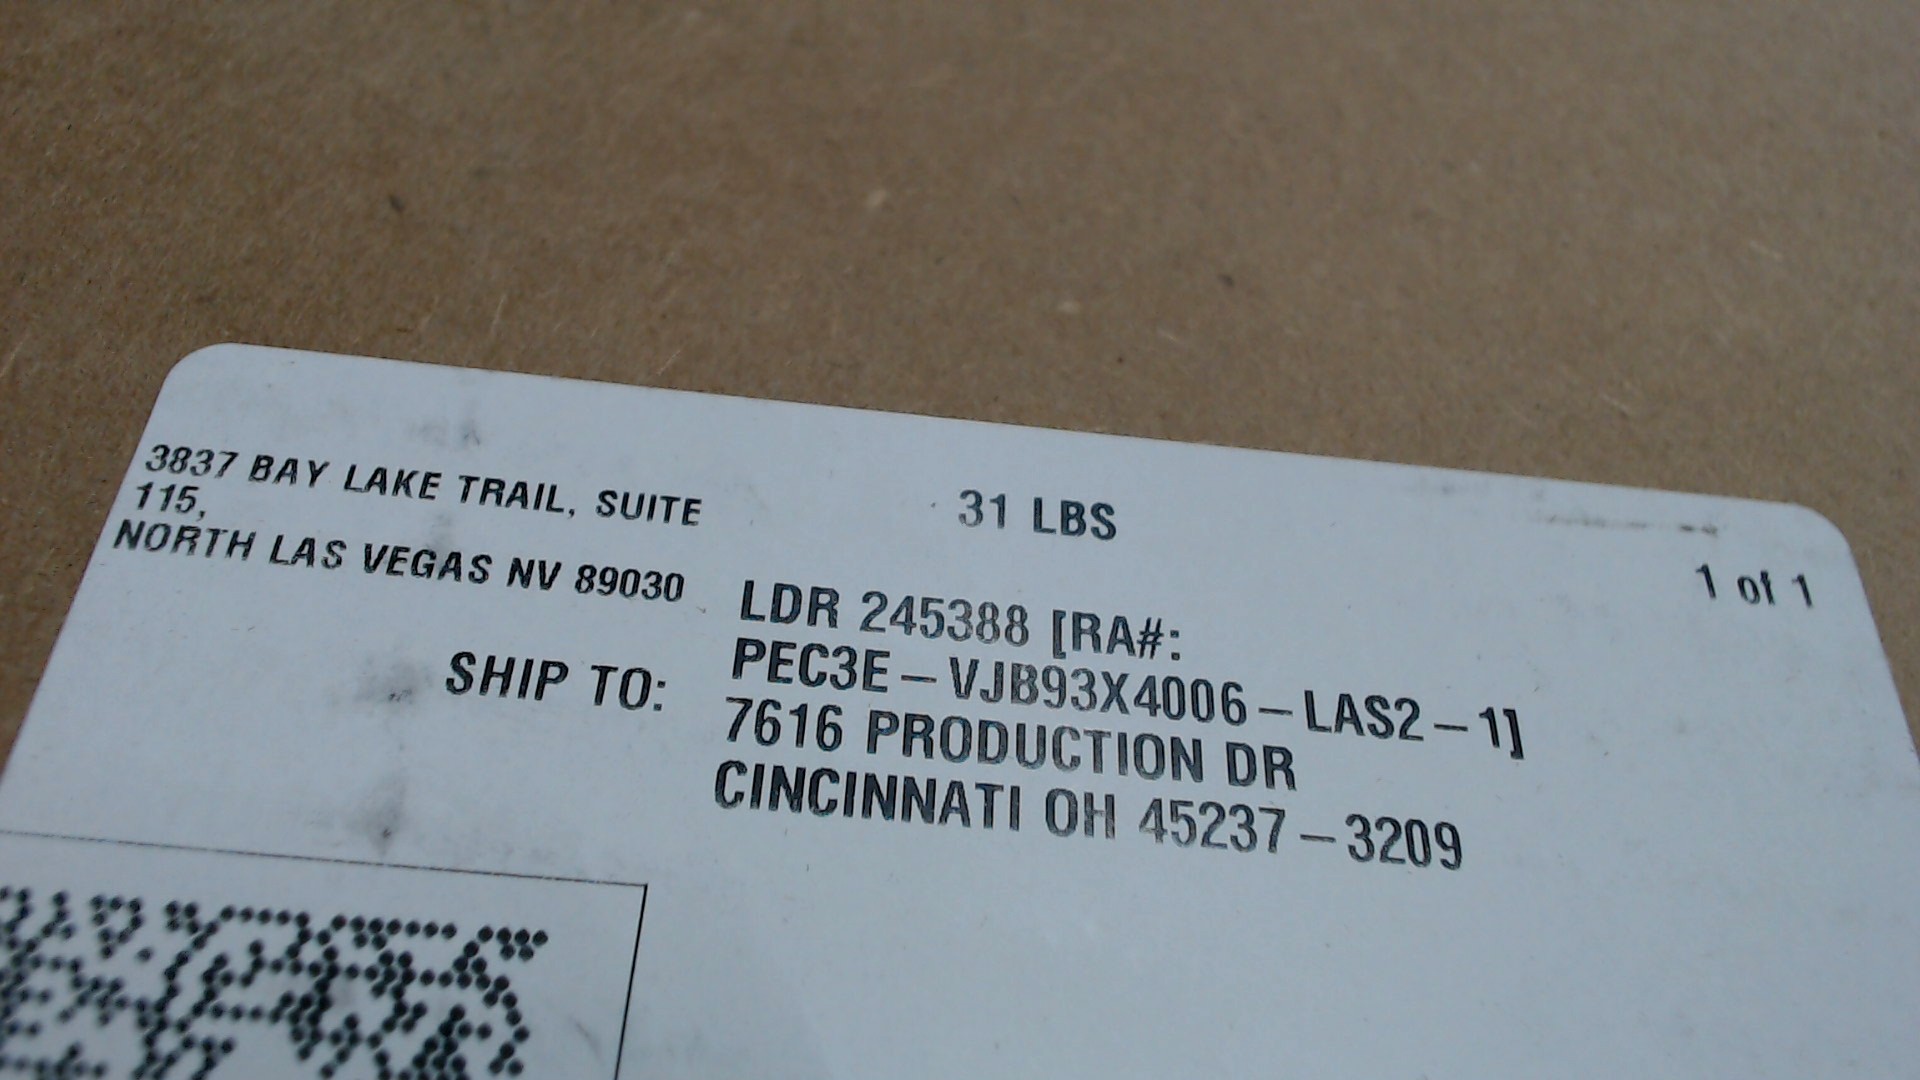 3837 BAY LAKE TRAIL, SUITE
115,
NORTH LAS VEGAS NV 89030
31 LBS
1 of 1
SHIP TO:
LDR 245388 [RA#:
PEC3E-VJB93X4006-LAS2-1]
7616 PRODUCTION DR
CINCINNATI OH 45237-3209